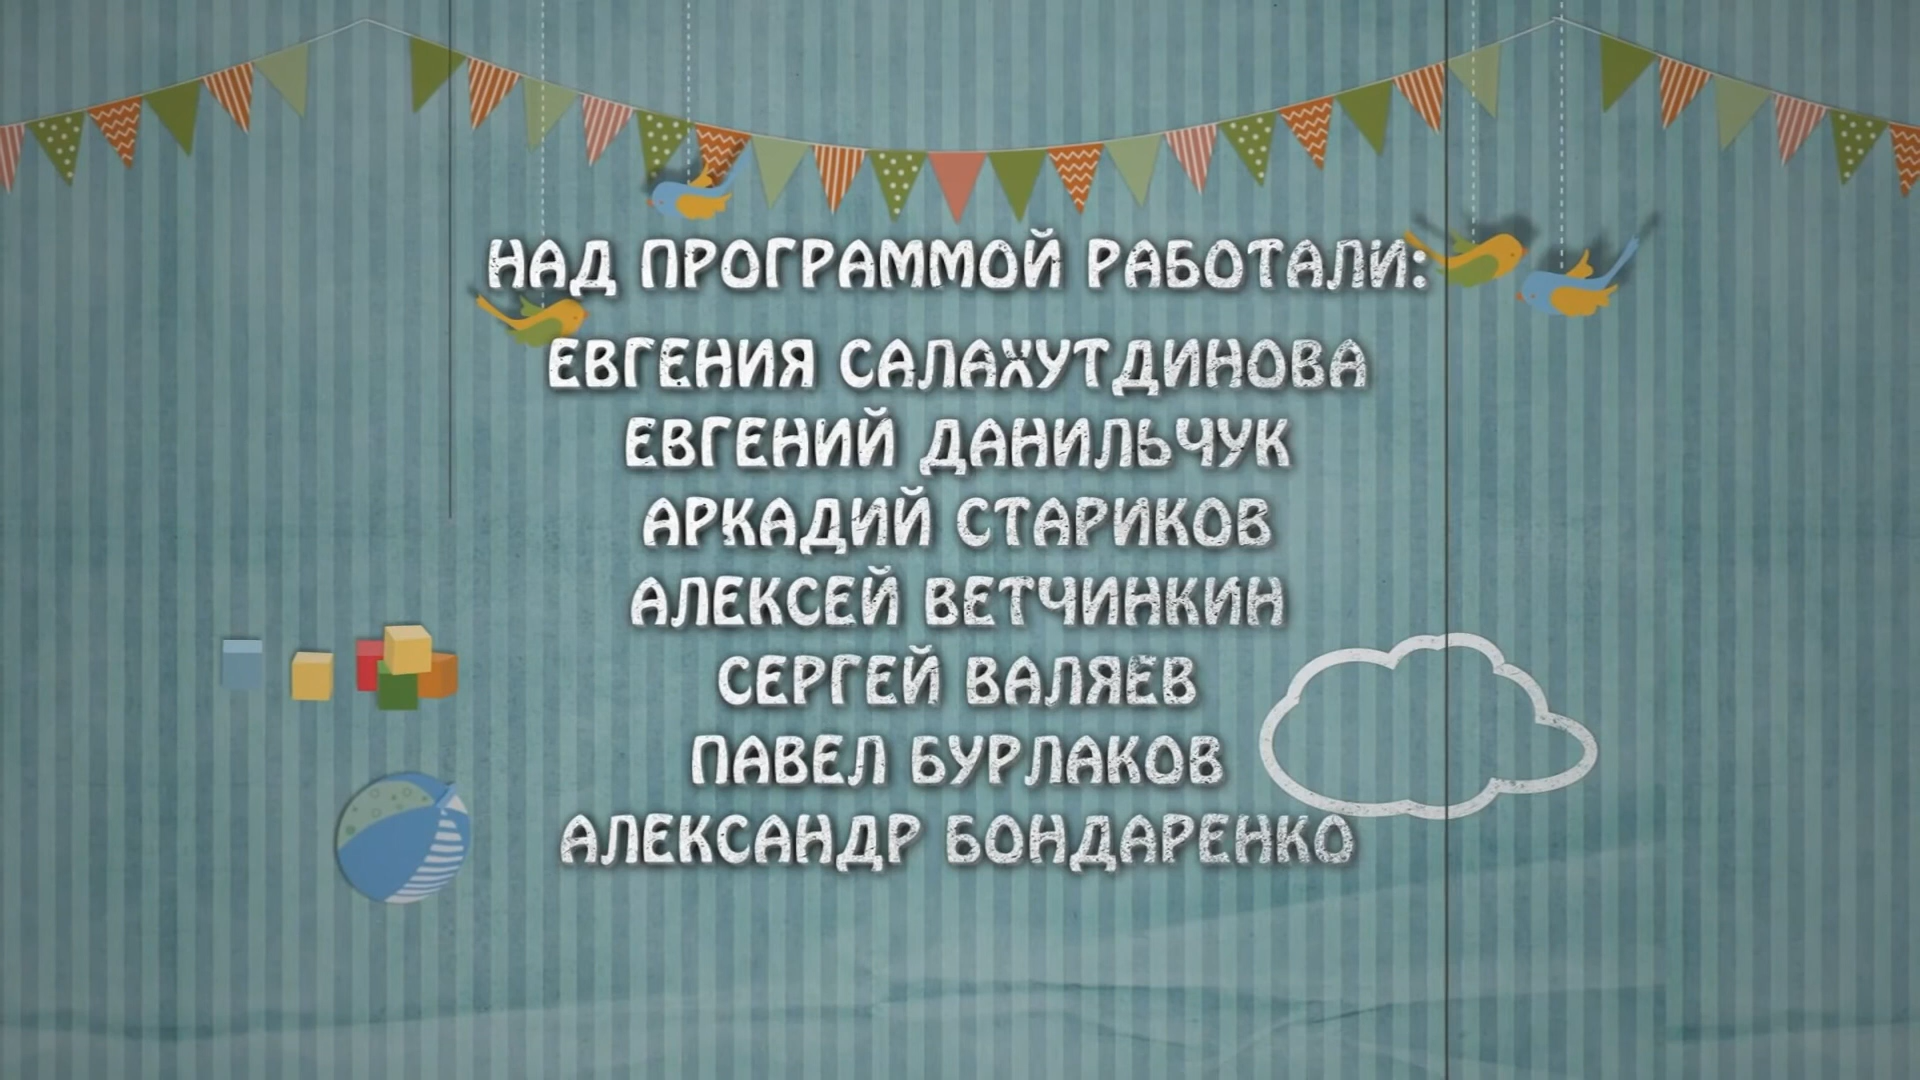 НАД ПРОГРАММОЙ РАБОТАЛИ:
ЕВГЕНИЯ САЛАХУТДИНОВА
ЕВГЕНИЙ ДАНИЛЬЧУК
АРКАДИЙ СТАРИКОВ
АЛЕКСЕЙ ВЕТЧИНКИН
СЕРГЕЙ ВАЛЯЕВ
ПАВЕЛ БУРЛАКОВ
АЛЕКСАНДР БОНДАРЕНКО